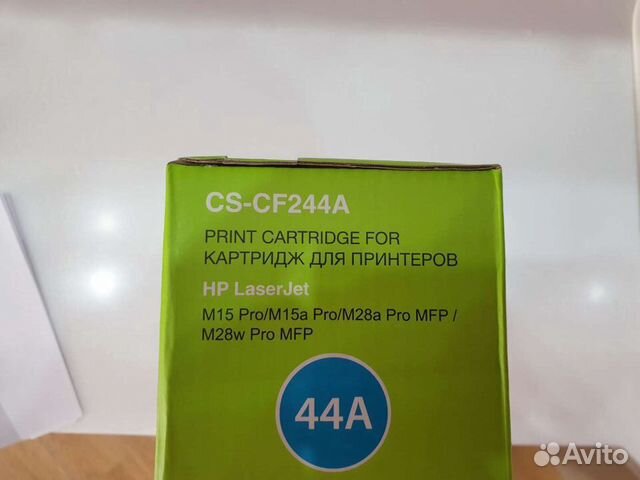 CS-CF244A
PRINT CARTRIDGE FOR
КАРТРИДЖ ДЛЯ ПРИНТЕРОВ
HP LaserJet
M15 Pro/M15a Pro/M28a Pro MFP /
M28w Pro MFP
44A
Avito